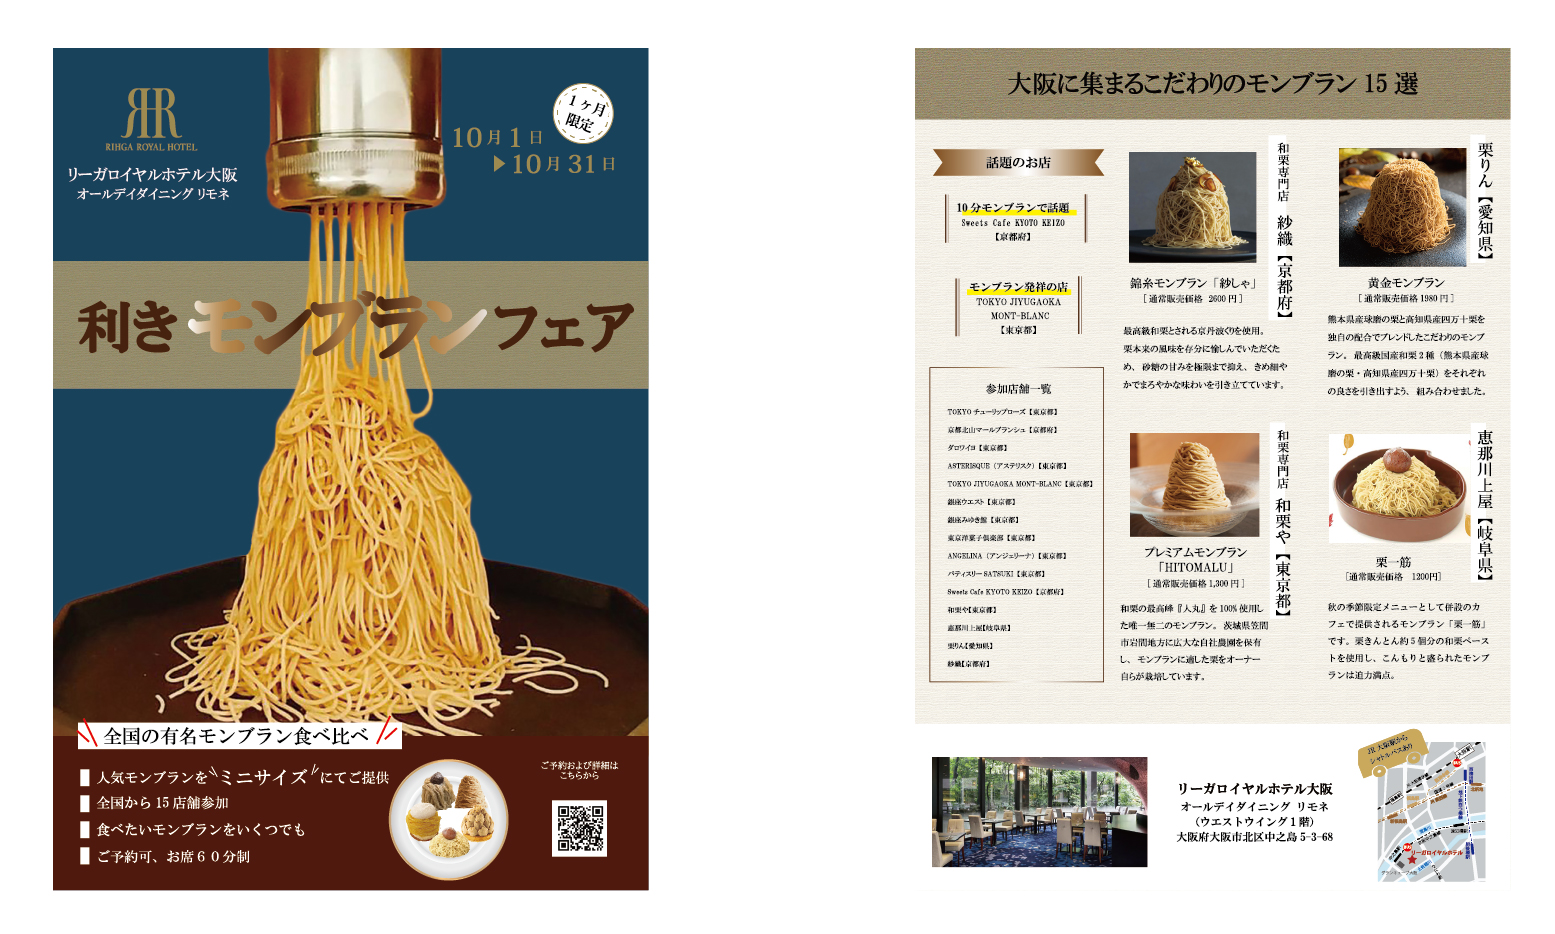 RIHGA ROYAL HOTEL
リーガロイヤルホテル大阪
オールデイダイニング リモネ
1ヶ月
限定
10月1日
▶10月31日
利きモンブランフェア
全国の有名モンブラン食べ比べ
人気モンブランを ミニサイズ にてご提供
全国から 15 店舗参加
食べたいモンブランをいくつでも
ご予約可、お席60分制
ご予約および詳細は
こちらから
大阪に集まるこだわりのモンブラン 15 選
話題のお店
10 分モンブランで話題
Sweets Cafe KYOTO KEIZO
【京都府】
モンブラン発祥の店
TOKYO JIYUGAOKA
MONT-BLANC
【東京都】
参加店舗一覧
TOKYO チューリップローズ【東京都】
京都北山マールブランシュ【京都府】
ダロワイヨ【東京都】
ASTERISQUE（アステリスク）【東京都】
TOKYO JIYUGAOKA MONT-BLANC【東京都】
銀座ウエスト【東京都】
銀座みゆき館【東京都】
東京洋菓子倶楽部【東京都】
ANGELINA（アンジェリーナ）【東京都】
パティスリー SATSUKI【東京都】
Sweets Cafe KYOTO KEIZO【京都府】
和栗や【東京都】
恵那川上屋【岐阜県】
栗りん【愛知県】
紗織【京都府】
和栗専門店 紗織【京都府】
錦糸モンブラン「紗しゃ」
［通常販売価格 2600 円］
最高級和栗とされる京丹波くりを使用。
栗本来の風味を存分に愉しんでいただくた
め、砂糖の甘みを極限まで抑え、きめ細や
かでまろやかな味わいを引き立てています。
栗りん【愛知県】
黄金モンブラン
［通常販売価格 1980 円］
熊本県産球磨の栗と高知県産四万十栗を
独自の配合でブレンドしたこだわりのモンブ
ラン。最高級国産和栗 2 種（熊本県産球
磨の栗・高知県産四万十栗）をそれぞれ
の良さを引き出すよう、組み合わせました。
和栗専門店 和栗や【東京都】
プレミアムモンブラン
「HITOMALU」
［通常販売価格 1,300 円］
和栗の最高峰『人丸』を 100% 使用し
た唯一無二のモンブラン。茨城県笠間
市岩間地方に広大な自社農園を保有
し、モンブランに適した栗をオーナー
自らが栽培しています。
恵那川上屋【岐阜県】
栗一筋
［通常販売価格 1200円］
秋の季節限定メニューとして併設のカ
フェで提供されるモンブラン「栗一筋」
です。栗きんとん約 5 個分の和栗ペース
トを使用し、こんもりと盛られたモンブ
ランは迫力満点。
リーガロイヤルホテル大阪
オールデイダイニング リモネ
（ウエストウイング 1 階）
大阪府大阪市北区中之島 5-3-68
JR 大阪駅から
シャトルバスあり
リーガロイヤルホテル